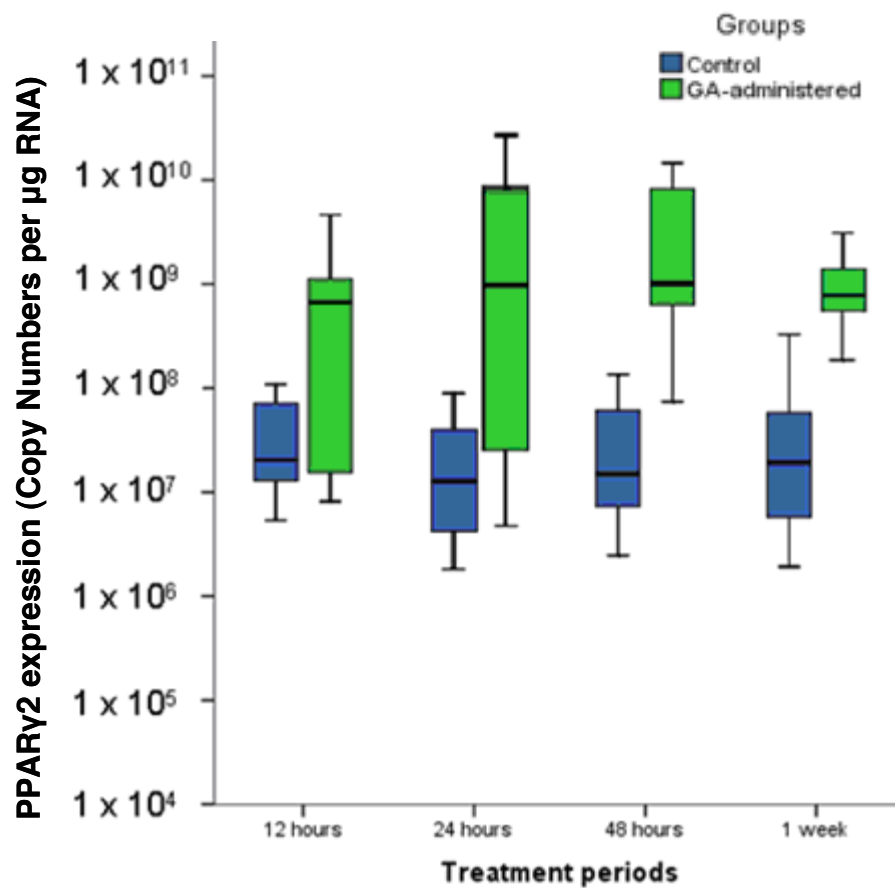 Groups
Control
GA-administered
PPARγ2 expression (Copy Numbers per µg RNA)
1 x 10¹¹
1 x 10¹⁰
1 x 10⁹
1 x 10⁸
1 x 10⁷
1 x 10⁶
1 x 10⁵
1 x 10⁴
12 hours 24 hours 48 hours 1 week
Treatment periods